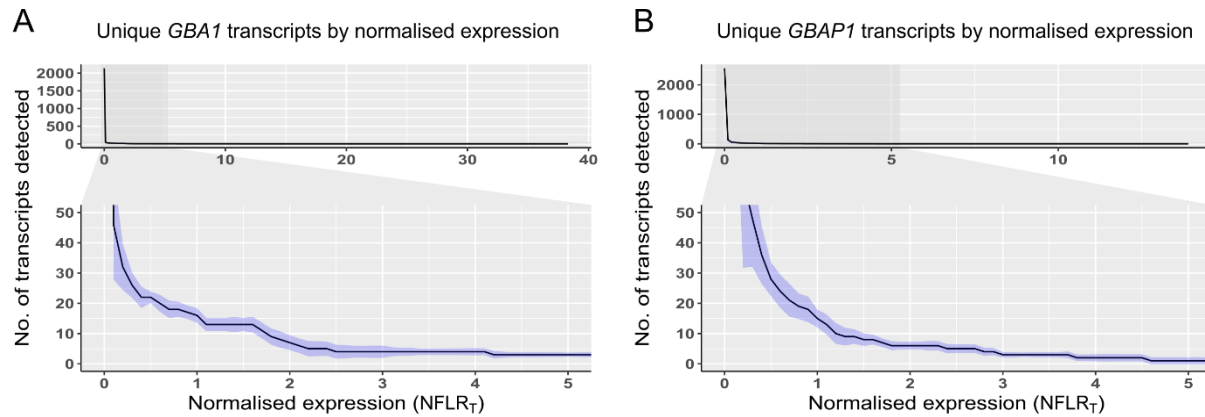 A
Unique GBA1 transcripts by normalised expression
No. of transcripts detected
2000
1500
1000
500
0
0 10 20 30 40
50
40
30
20
10
0
0 1 2 3 4 5
Normalised expression (NFLRT)
B
Unique GBAP1 transcripts by normalised expression
No. of transcripts detected
2000
1000
0
0 5 10
50
40
30
20
10
0
0 1 2 3 4 5
Normalised expression (NFLRT)